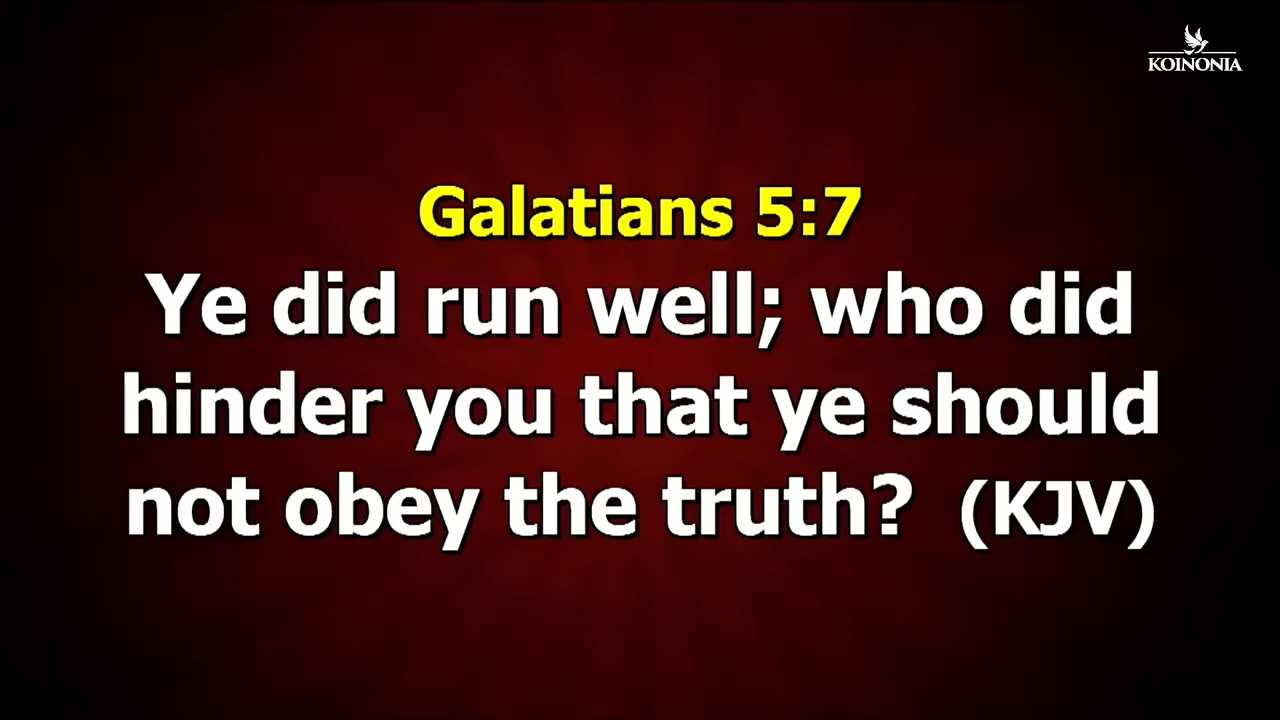 KOINONIA
Galatians 5:7
Ye did run well; who did
hinder you that ye should
not obey the truth? (KJV)